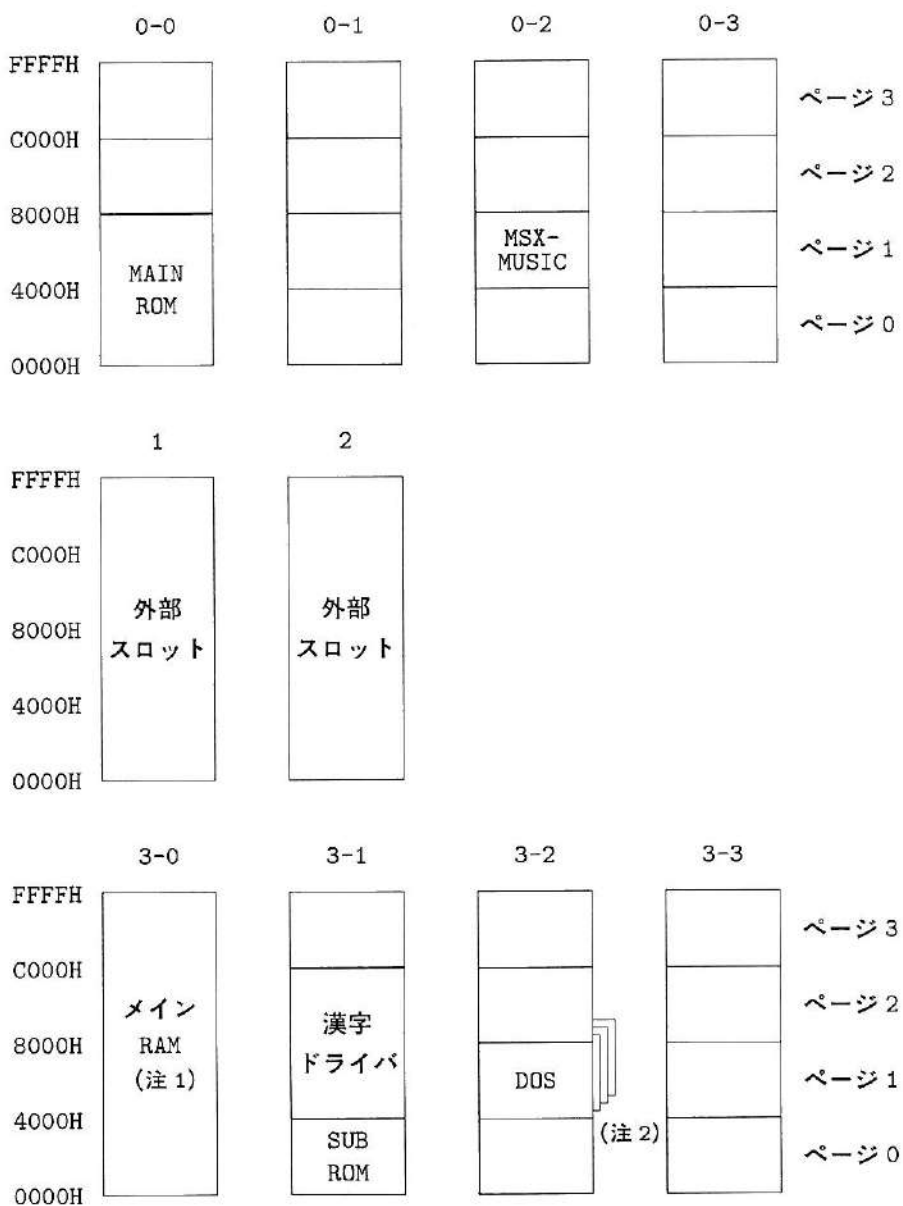 0-0 0-1 0-2 0-3
FFFFH
ページ 3
C000H
ページ 2
8000H
MSX-
MUSIC
ページ 1
MAIN
4000H
ROM
ページ 0
0000H
1 2
FFFFH
C000H
外部 外部
8000H
スロット スロット
4000H
0000H
3-0 3-1 3-2 3-3
FFFFH
ページ 3
C000H
メイン 漢字
ページ 2
8000H
RAM ドライバ
(注 1)
DOS
ページ 1
4000H
(注 2)
SUB
ページ 0
ROM
0000H